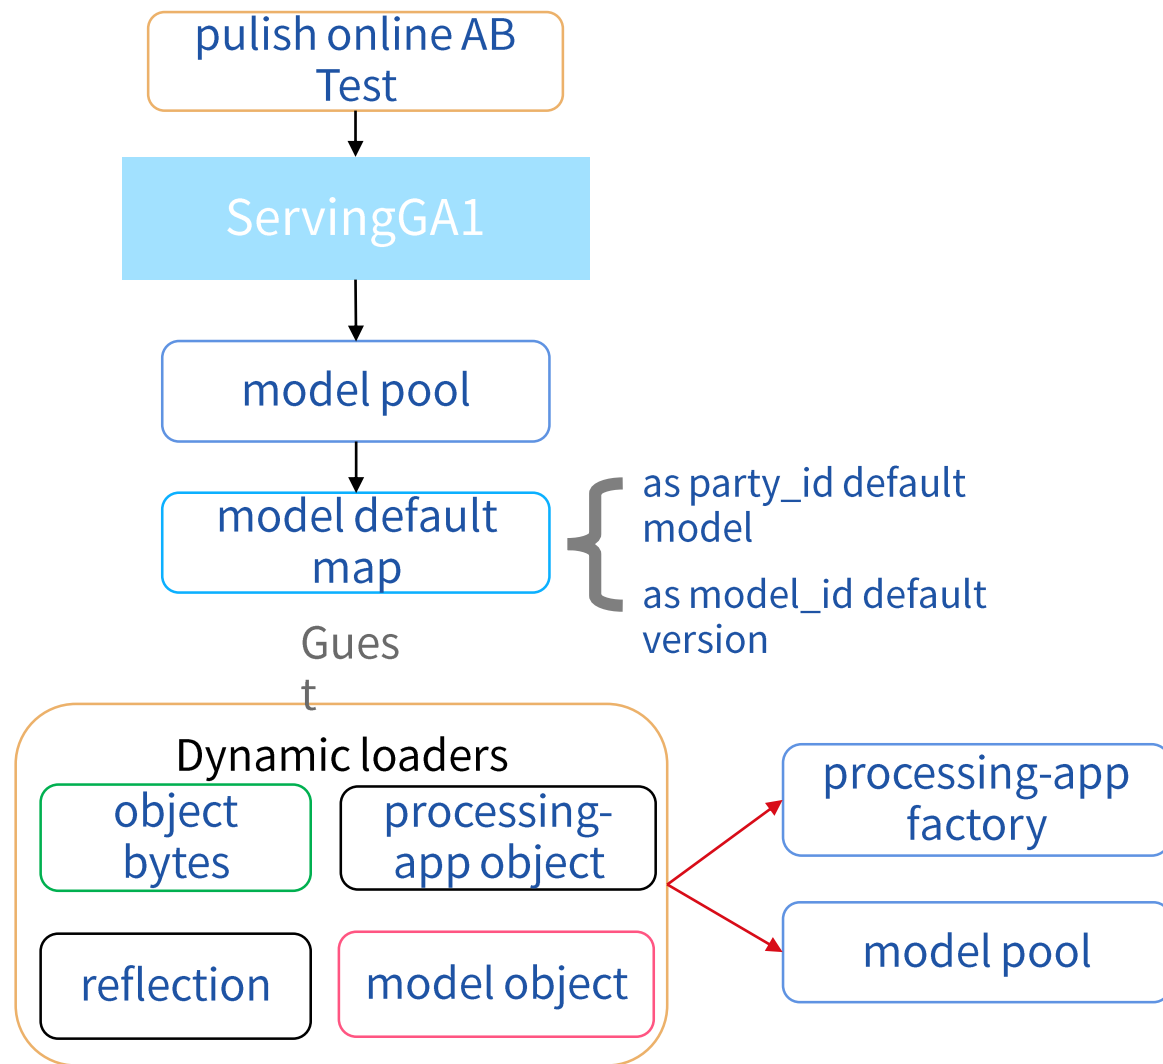 pulish online AB
Test
ServingGA1
model pool
model default
map
as party_id default
model
as model_id default
version
Gues
t
Dynamic loaders
object
bytes
processing-
app object
reflection
model object
processing-app
factory
model pool